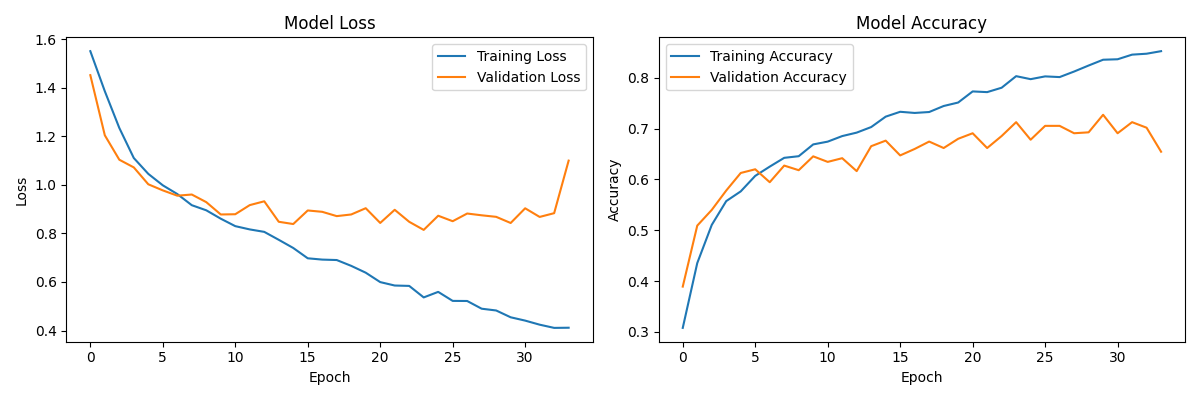 Model Loss
Training Loss
Validation Loss
1.6
1.4
1.2
1.0
0.8
0.6
0.4
Loss
0
5
10
15
20
25
30
Epoch
Model Accuracy
Training Accuracy
Validation Accuracy
0.8
0.7
0.6
0.5
0.4
0.3
Accuracy
0
5
10
15
20
25
30
Epoch